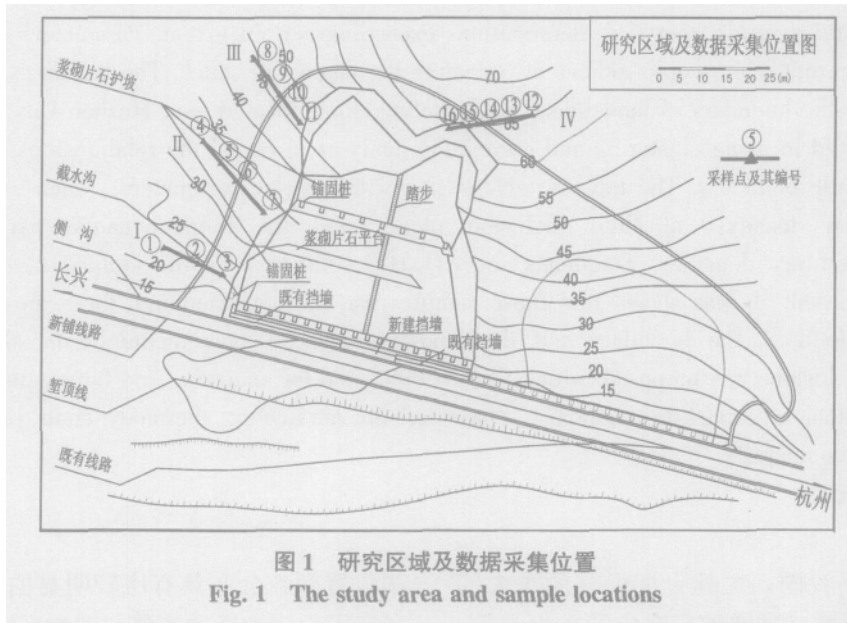 研究区域及数据采集位置图
0 5 10 15 20 25(m)
⑤
采样点及其编号
浆砌片石护坡
截水沟
侧沟
长兴
新铺线路
堑顶线
既有线路
杭州
Ⅰ
① ② ③
Ⅱ
④ ⑤ ⑥ ⑦
Ⅲ
⑧ ⑨ ⑩ ⑪
Ⅳ
⑯ ⑮ ⑭ ⑬ ⑫
锚固桩
踏步
浆砌片石平台
锚固桩
既有挡墙
新建挡墙
既有挡墙
50
40
30
25
20
15
70
65
60
55
50
45
40
35
30
25
20
15
图 1 研究区域及数据采集位置
Fig. 1 The study area and sample locations